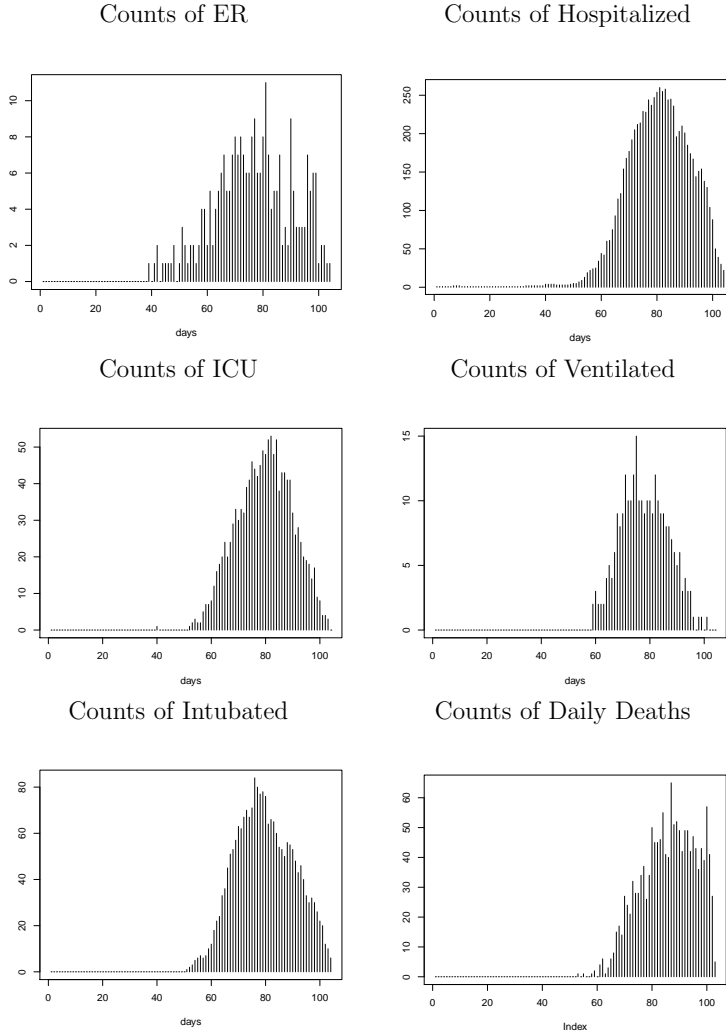 Counts of ER
Counts of Hospitalized
0 2 4 6 8 10
0 20 40 60 80 100
days
0 50 100 150 200 250
0 20 40 60 80 100
days
Counts of ICU
Counts of Ventilated
0 10 20 30 40 50
0 20 40 60 80 100
days
0 5 10 15
0 20 40 60 80 100
days
Counts of Intubated
Counts of Daily Deaths
0 20 40 60 80
0 20 40 60 80 100
days
0 10 20 30 40 50 60
0 20 40 60 80 100
Index